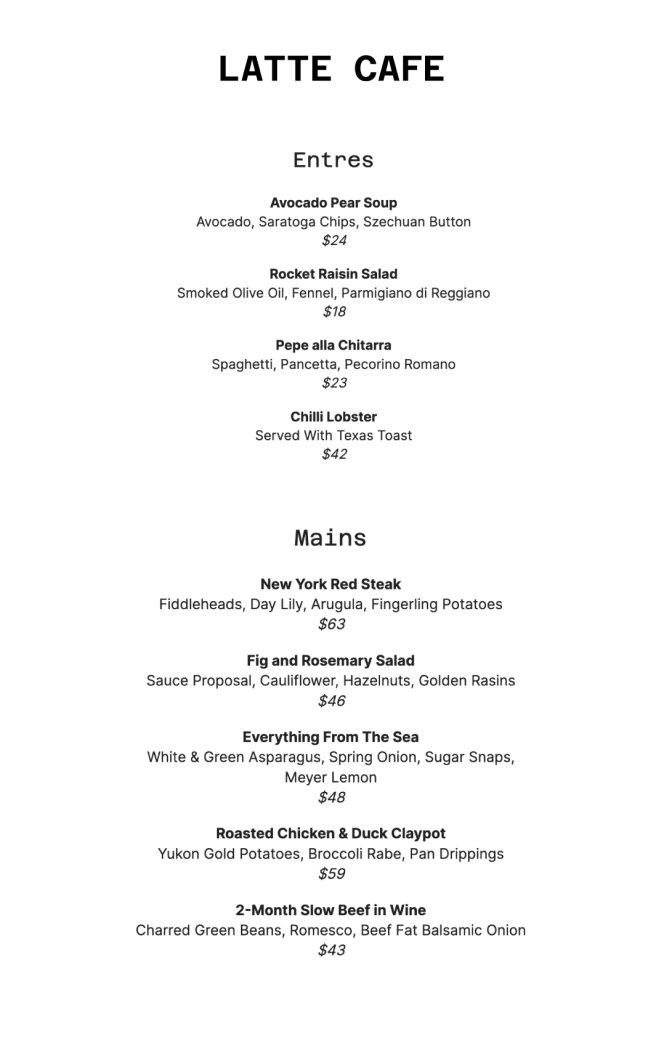 LATTE CAFE
Entres
Avocado Pear Soup
Avocado, Saratoga Chips, Szechuan Button
$24
Rocket Raisin Salad
Smoked Olive Oil, Fennel, Parmigiano di Reggiano
$18
Pepe alla Chitarra
Spaghetti, Pancetta, Pecorino Romano
$23
Chilli Lobster
Served With Texas Toast
$42
Mains
New York Red Steak
Fiddleheads, Day Lily, Arugula, Fingerling Potatoes
$63
Fig and Rosemary Salad
Sauce Proposal, Cauliflower, Hazelnuts, Golden Rasins
$46
Everything From The Sea
White & Green Asparagus, Spring Onion, Sugar Snaps,
Meyer Lemon
$48
Roasted Chicken & Duck Claypot
Yukon Gold Potatoes, Broccoli Rabe, Pan Drippings
$59
2-Month Slow Beef in Wine
Charred Green Beans, Romesco, Beef Fat Balsamic Onion
$43